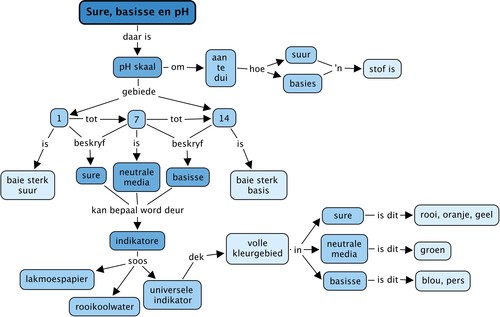 Sure, basisse en pH
daar is
pH skaal
om
aan
te
dui
hoe
suur
basies
'n
stof is
gebiede
1
tot
7
tot
14
is
beskryf
is
beskryf
is
baie sterk
suur
sure
neutrale
media
basisse
baie sterk
basis
kan bepaal word deur
indikatore
soos
lakmoespapier
rooikoolwater
universele
indikator
dek
volle
kleurgebied
in
sure
is dit
rooi, oranje, geel
neutrale
media
is dit
groen
basisse
is dit
blou, pers